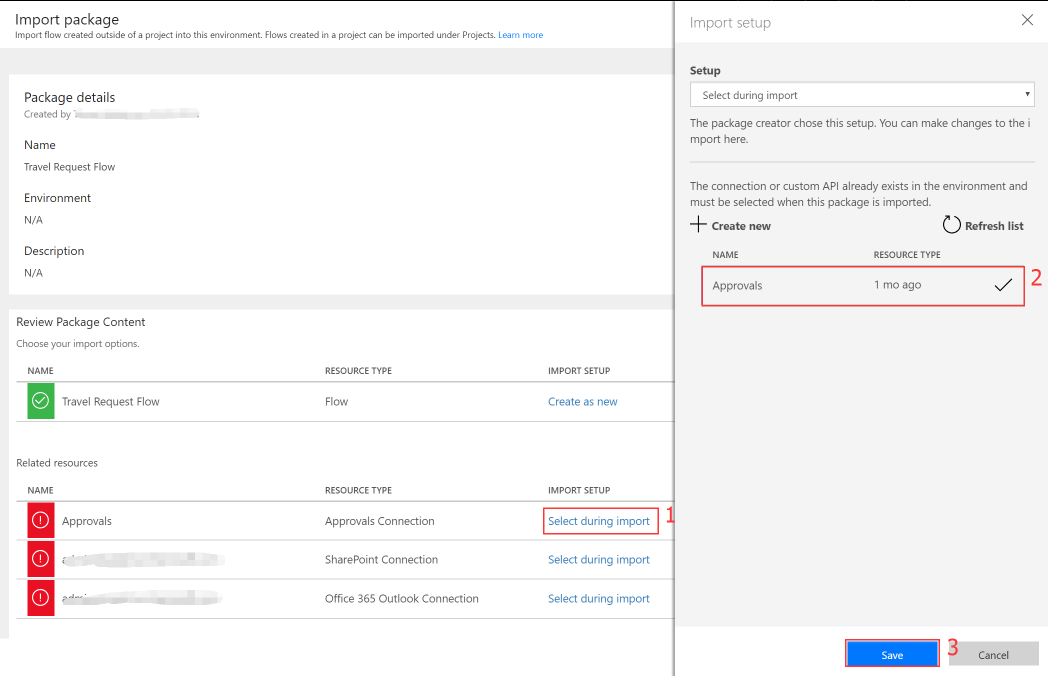 Import package
Import flow created outside of a project into this environment. Flows created in a project can be imported under Projects. Learn more
Package details
Created by
Name
Travel Request Flow
Environment
N/A
Description
N/A
Review Package Content
Choose your import options.
NAME RESOURCE TYPE IMPORT SETUP
Travel Request Flow Flow Create as new
Related resources
NAME RESOURCE TYPE IMPORT SETUP
Approvals Approvals Connection Select during import 1
SharePoint Connection Select during import
Office 365 Outlook Connection Select during import
Import setup
Setup
Select during import
The package creator chose this setup. You can make changes to the i
mport here.
The connection or custom API already exists in the environment and
must be selected when this package is imported.
Create new Refresh list
NAME RESOURCE TYPE
Approvals 1 mo ago 2
Save 3 Cancel